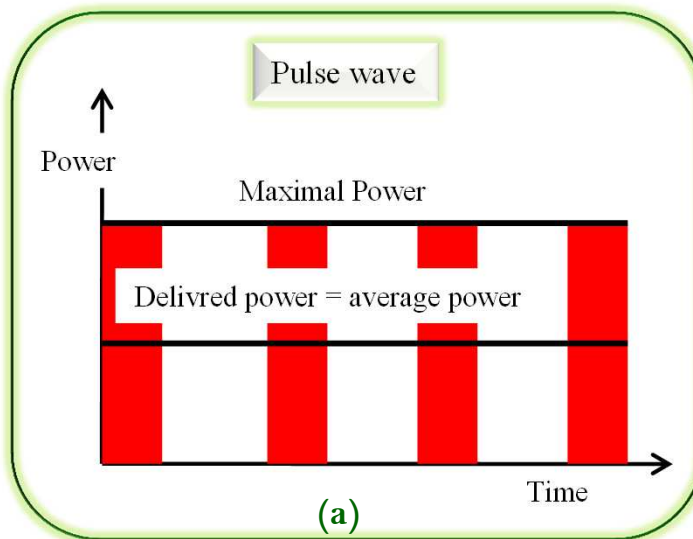 Pulse wave
Power
Maximal Power
Delivred power = average power
Time
(a)